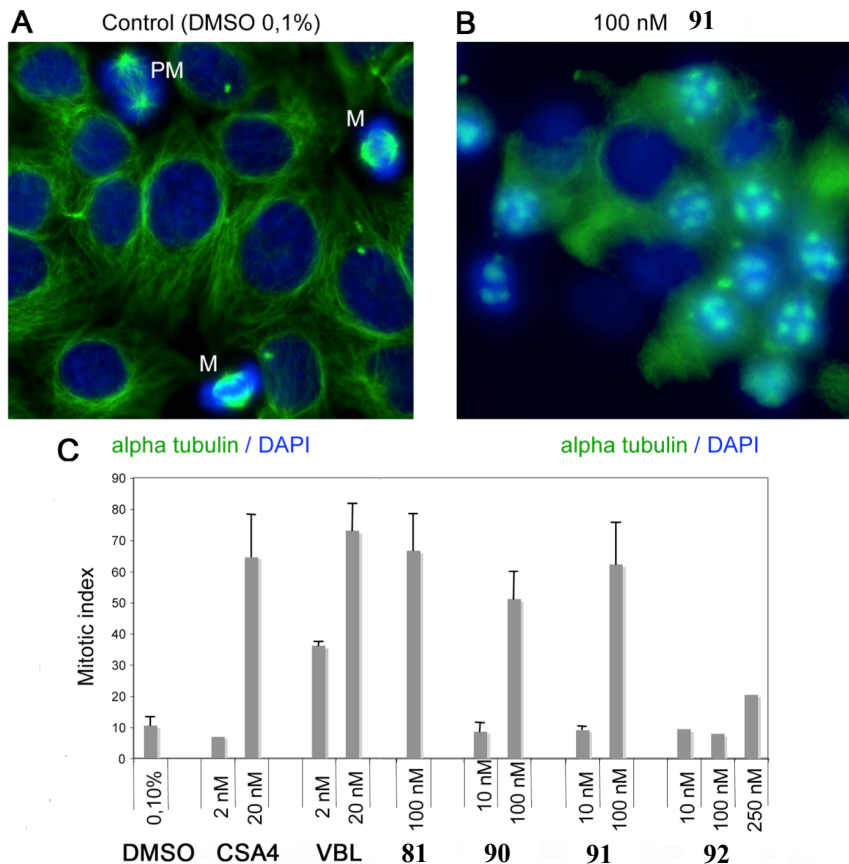 A
Control (DMSO 0,1%)
PM
M
M
B
100 nM 91
alpha tubulin / DAPI
alpha tubulin / DAPI
C
Mitotic index
90
80
70
60
50
40
30
20
10
0
0,10% 2 nM 20 nM 2 nM 20 nM 100 nM 10 nM 100 nM 10 nM 100 nM 10 nM 100 nM 250 nM
DMSO CSA4 VBL 81 90 91 92